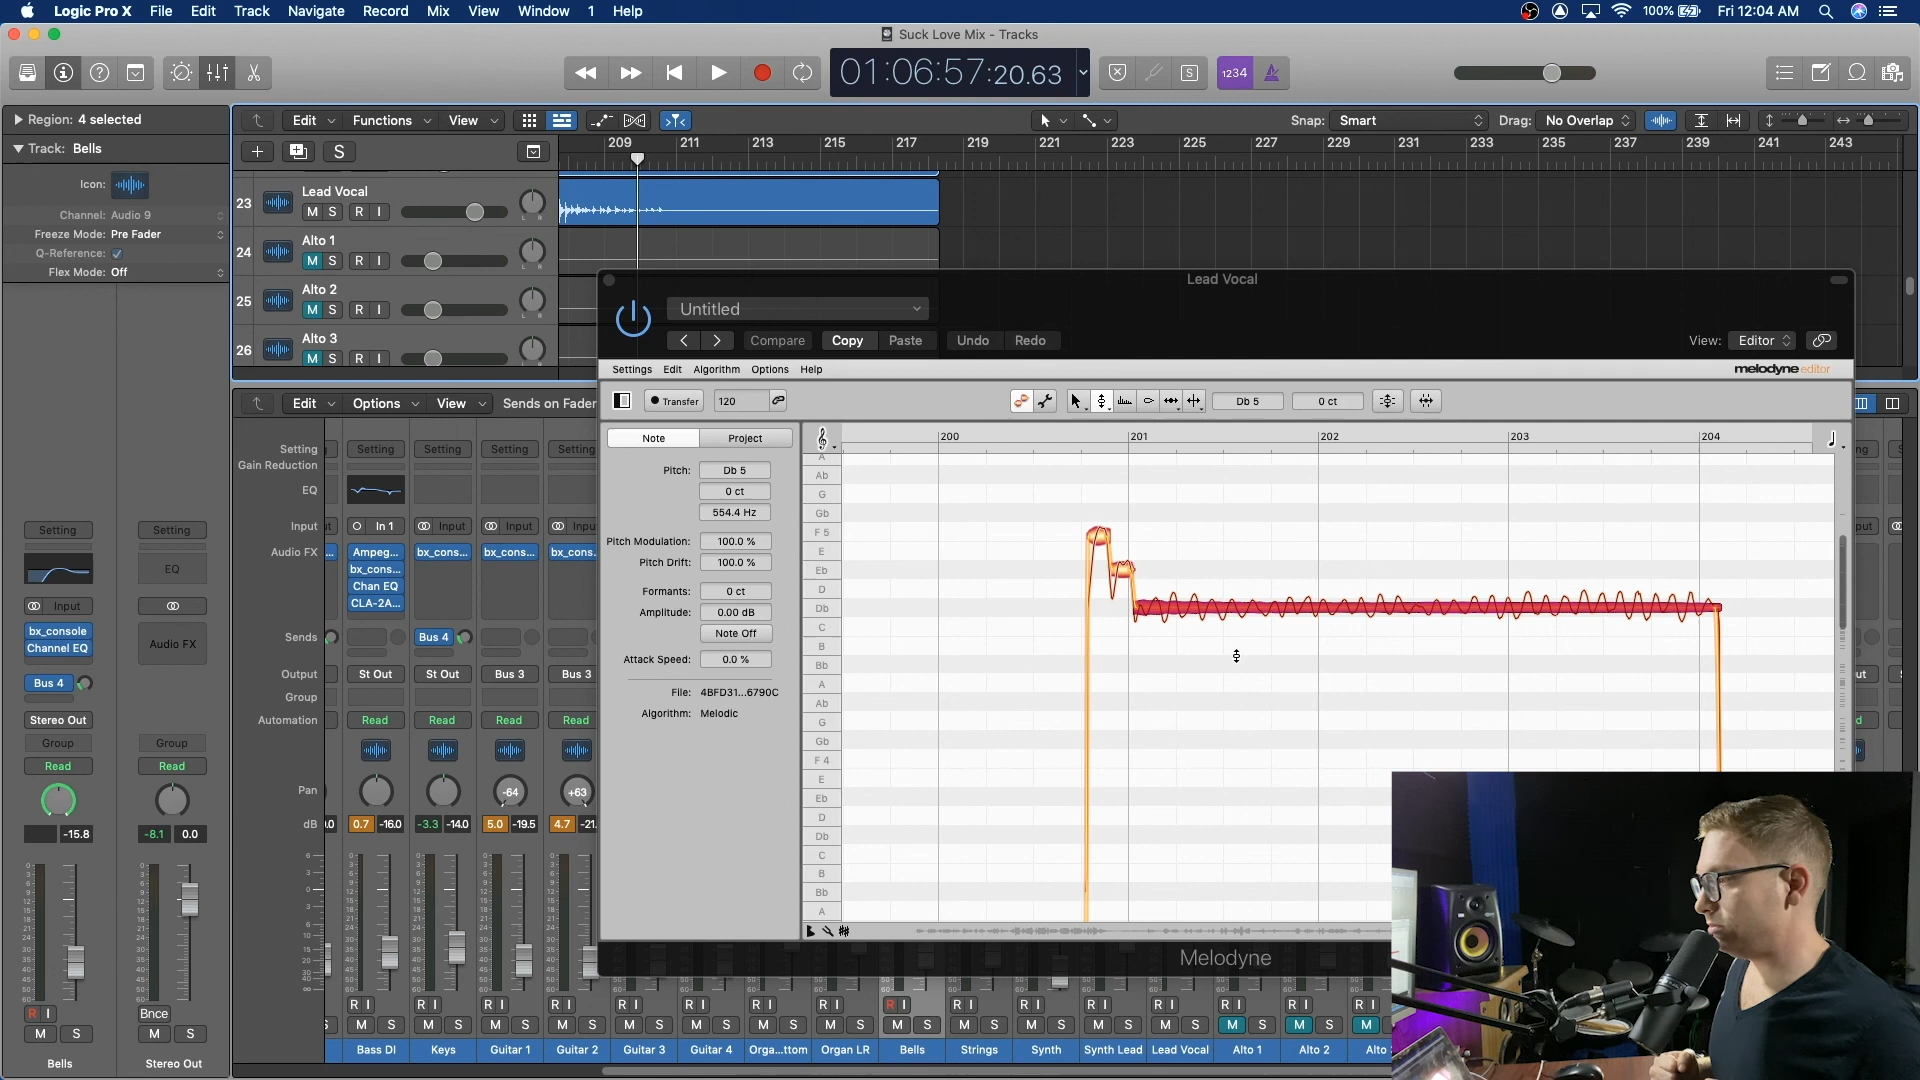 Logic Pro X File Edit Track Navigate Record Mix View Window 1 Help 100% Fri 12:04 AM
Suck Love Mix - Tracks
01:06:57:20.63 S 1234
Region: 4 selected
Edit Functions View Snap: Smart Drag: No Overlap
Track: Bells
S 209 211 213 215 217 219 221 223 225 227 229 231 233 235 237 239 241 243
Icon:
Channel: Audio 9
Freeze Mode: Pre Fader
Q-Reference:
Flex Mode: Off
23 Lead Vocal
M S R I L R
24 Alto 1
M S R I L R
25 Alto 2
M S R I L R
26 Alto 3
M S R I L R
Lead Vocal
Untitled
Compare Copy Paste Undo Redo View: Editor
Settings Edit Algorithm Options Help melodyne editor
Transfer 120 Db 5 0 ct
Note Project
200 201 202 203 204
Pitch: Db 5
0 ct
554.4 Hz
Pitch Modulation: 100.0 %
Pitch Drift: 100.0 %
Formants: 0 ct
Amplitude: 0.00 dB
Note Off
Attack Speed: 0.0 %
File: 4BFD31...6790C
Algorithm: Melodic
A
Ab
G
Gb
F 5
E
Eb
D
Db
C
B
Bb
A
Ab
G
Gb
F 4
E
Eb
D
Db
C
B
Bb
A
Melodyne
Edit Options View Sends on Fader
Setting Setting Setting Setting Setting
Gain Reduction
EQ
Input In 1 Input Input Input
Audio FX Ampeg... bx_cons... bx_cons... bx_cons...
bx_cons...
Chan EQ
CLA-2A...
Sends Bus 4
Output St Out St Out Bus 3 Bus 3
Group
Automation Read Read Read Read
Pan -64 +63
dB 0.7 -16.0 -3.3 -14.0 5.0 -19.5 4.7 -21.
Setting Setting
EQ
Input
bx_console
Channel EQ Audio FX
Bus 4
Stereo Out
Group Group
Read Read
-15.8 -8.1 0.0
R I Bnce
M S M S
Bells Stereo Out
R I R I R I R I R I R I R I R I R I R I R I R I R I R I R I R I
M S M S M S M S M S M S M S M S M S M S M S M S M S M S M S M
Bass DI Keys Guitar 1 Guitar 2 Guitar 3 Guitar 4 Orga...ttom Organ LR Bells Strings Synth Synth Lead Lead Vocal Alto 1 Alto 2 Alto